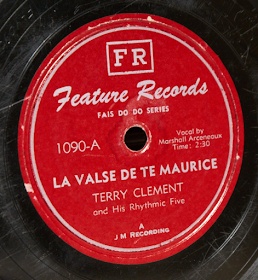 FR
Feature Records
FAIS DO DO SERIES
1090-A
Vocal by
Marshall Arceneaux
Time: 2:30
LA VALSE DE TE MAURICE
TERRY CLEMENT
and His Rhythmic Five
A
J M RECORDING